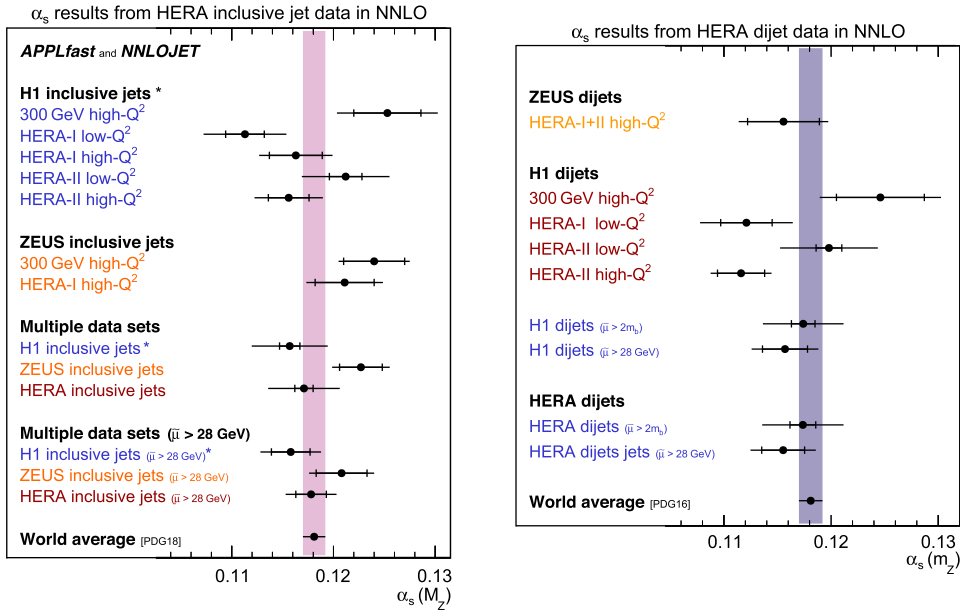 αs results from HERA inclusive jet data in NNLO
APPLfast and NNLOJET
H1 inclusive jets *
300 GeV high-Q²
HERA-I low-Q²
HERA-I high-Q²
HERA-II low-Q²
HERA-II high-Q²
ZEUS inclusive jets
300 GeV high-Q²
HERA-I high-Q²
Multiple data sets
H1 inclusive jets *
ZEUS inclusive jets
HERA inclusive jets
Multiple data sets (μ̃ > 28 GeV)
H1 inclusive jets (μ̃ > 28 GeV)*
ZEUS inclusive jets (μ̃ > 28 GeV)
HERA inclusive jets (μ̃ > 28 GeV)
World average [PDG18]
0.11 0.12 0.13
αs (MZ)
αs results from HERA dijet data in NNLO
ZEUS dijets
HERA-I+II high-Q²
H1 dijets
300 GeV high-Q²
HERA-I low-Q²
HERA-II low-Q²
HERA-II high-Q²
H1 dijets (μ̃ > 2mb)
H1 dijets (μ̃ > 28 GeV)
HERA dijets
HERA dijets (μ̃ > 2mb)
HERA dijets jets (μ̃ > 28 GeV)
World average [PDG16]
0.11 0.12 0.13
αs (mZ)